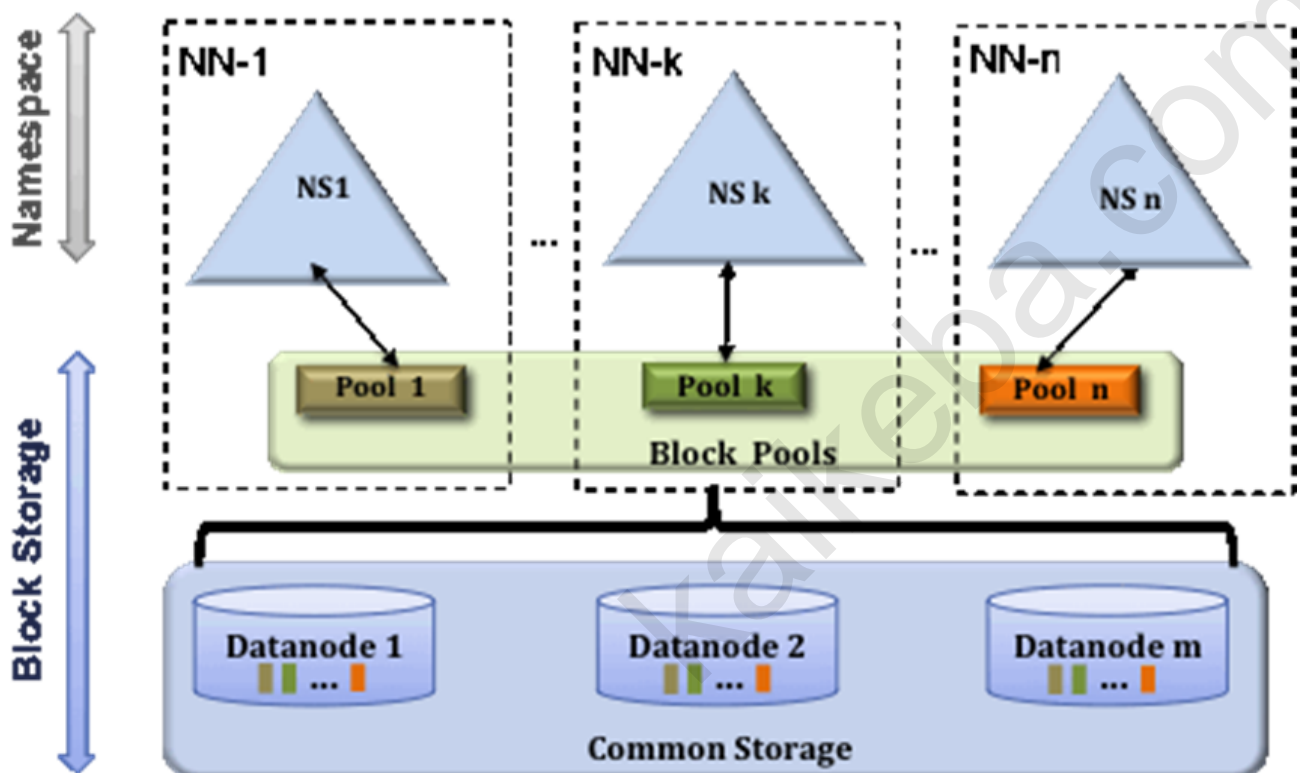 Namespace
NN-1
NN-k
NN-n
NS1
NS k
NS n
...
...
Pool 1
Pool k
Pool n
Block Pools
Block Storage
Datanode 1
...
Datanode 2
...
Datanode m
...
Common Storage
kaikeba.com